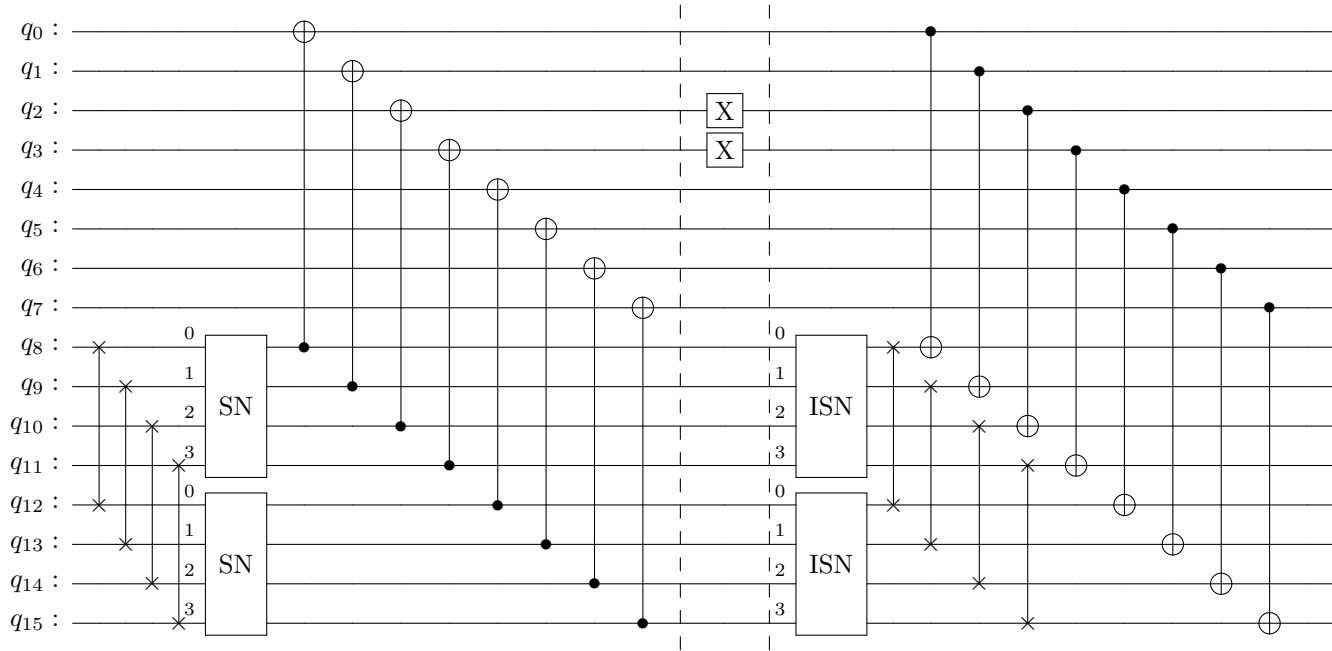 q0 :
q1 :
q2 : X
q3 : X
q4 :
q5 :
q6 :
q7 :
q8 : 0 0
q9 : 1 1
SN ISN
q10 : 2 2
q11 : 3 3
q12 : 0 0
q13 : 1 1
SN ISN
q14 : 2 2
q15 : 3 3